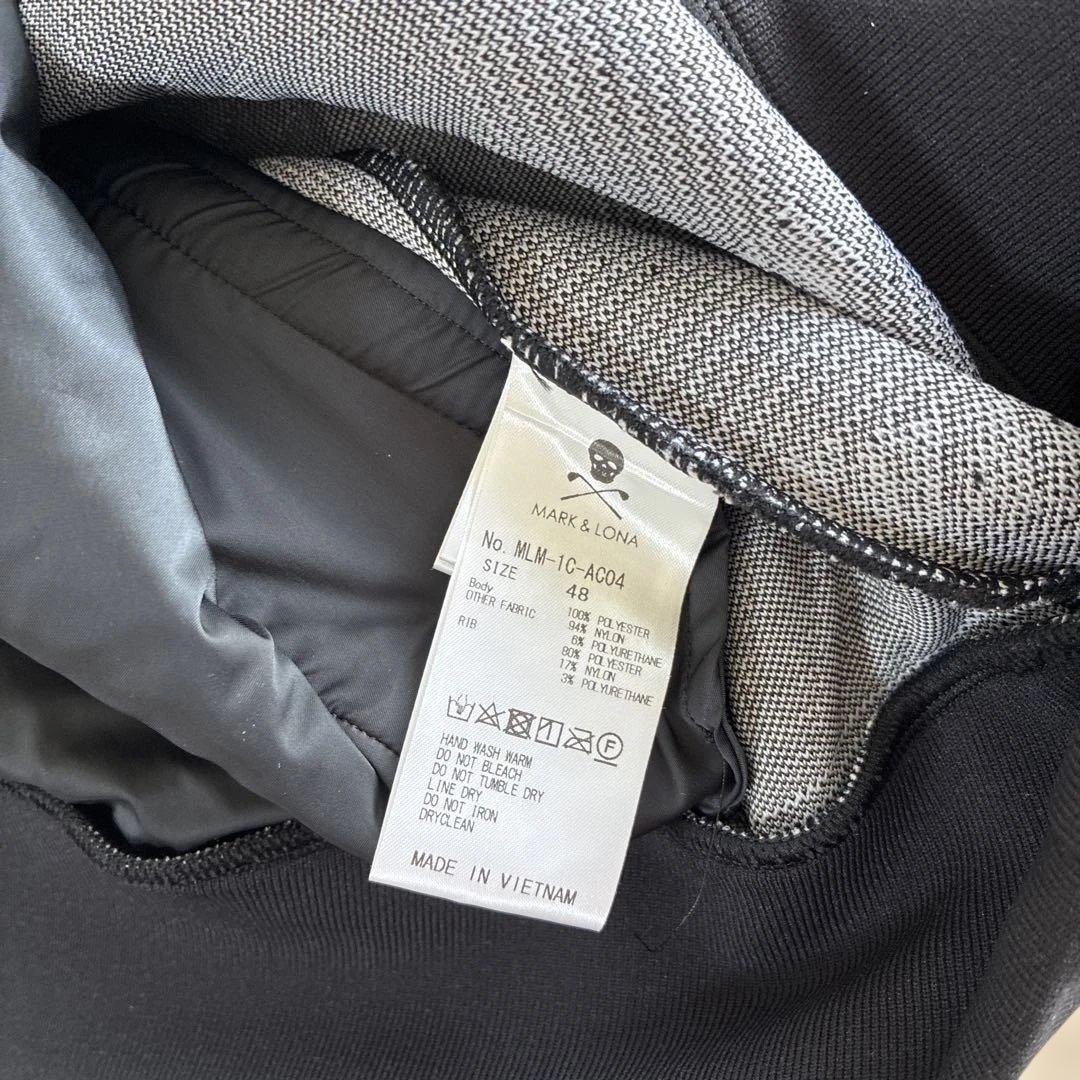 MARK & LONA
No. MLM-1C-AC04
SIZE 48
Body 100% POLYESTER
OTHER FABRIC 94% NYLON
6% POLYURETHANE
RIB 80% POLYESTER
17% NYLON
3% POLYURETHANE
F
HAND WASH WARM
DO NOT BLEACH
DO NOT TUMBLE DRY
LINE DRY
DO NOT IRON
DRYCLEAN
MADE IN VIETNAM